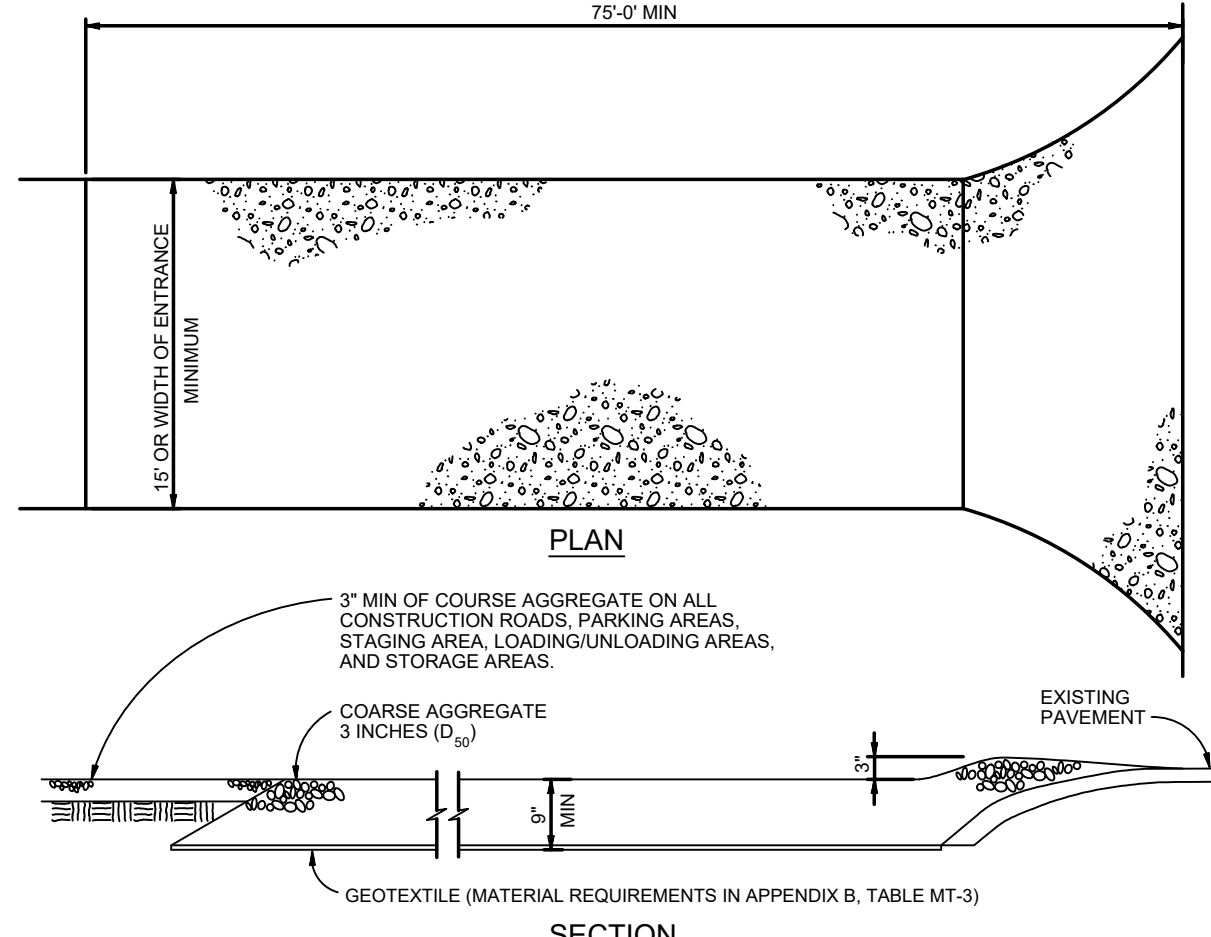 75'-0' MIN
15' OR WIDTH OF ENTRANCE
MINIMUM
PLAN
3" MIN OF COURSE AGGREGATE ON ALL
CONSTRUCTION ROADS, PARKING AREAS,
STAGING AREA, LOADING/UNLOADING AREAS,
AND STORAGE AREAS.
COARSE AGGREGATE
3 INCHES (D50)
EXISTING
PAVEMENT
3"
9"
MIN
GEOTEXTILE (MATERIAL REQUIREMENTS IN APPENDIX B, TABLE MT-3)
SECTION